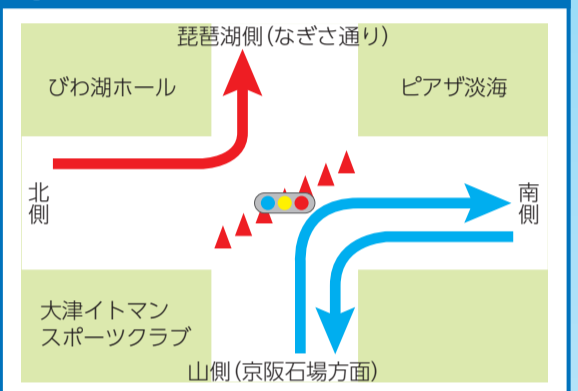 琵琶湖側(なぎさ通り)
びわ湖ホール
ピアザ淡海
北側
南側
大津イトマン
スポーツクラブ
山側(京阪石場方面)